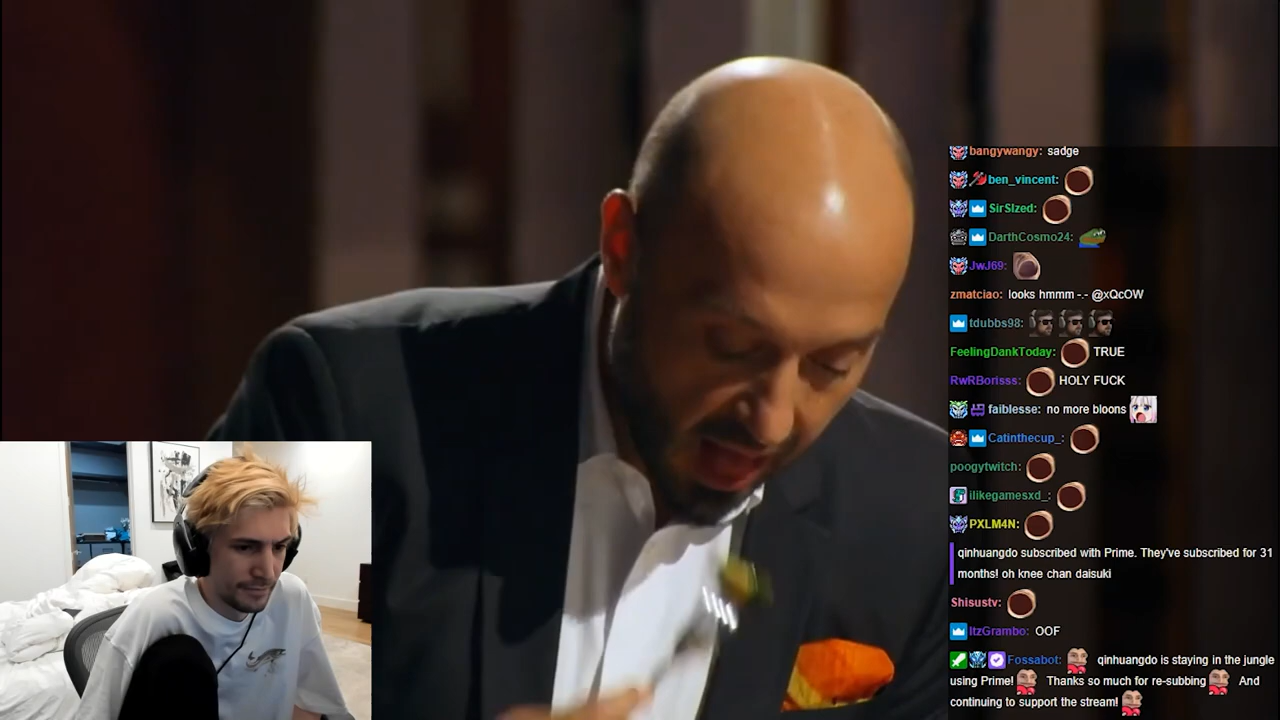 bangywangy: sadge
ben_vincent:
SirSIzed:
DarthCosmo24:
JwJ69:
zmatciao: looks hmmm -.- @xQcOW
tdubbs98:
FeelingDankToday: TRUE
RwRBorisss: HOLY FUCK
faiblesse: no more bloons
Catinthecup_:
poogytwitch:
ilikegamesxd_:
PXLM4N:
qinhuangdo subscribed with Prime. They've subscribed for 31
months! oh knee chan daisuki
Shisustv:
ItzGrambo: OOF
Fossabot: qinhuangdo is staying in the jungle
using Prime! Thanks so much for re-subbing And
continuing to support the stream!